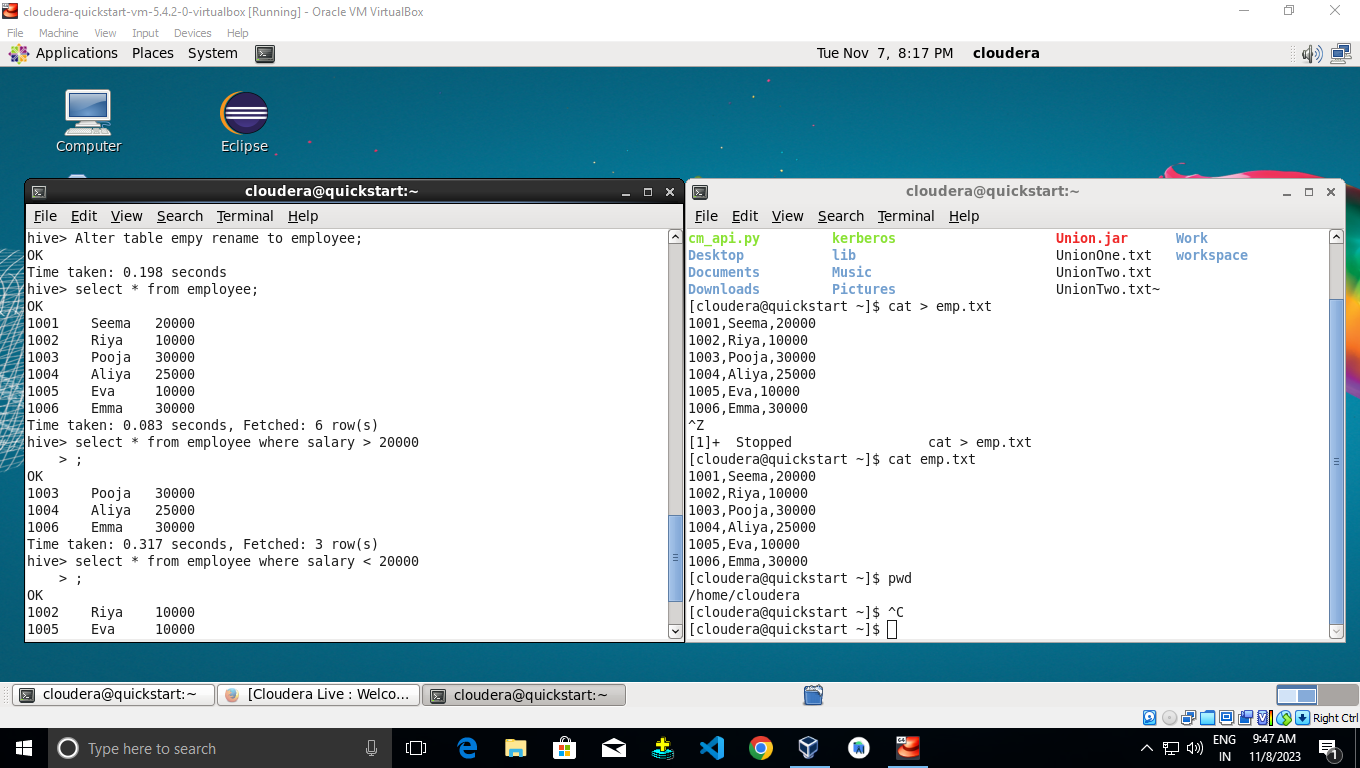 cloudera-quickstart-vm-5.4.2-0-virtualbox [Running] - Oracle VM VirtualBox
File Machine View Input Devices Help
Applications Places System Tue Nov 7, 8:17 PM cloudera
Computer
Eclipse
cloudera@quickstart:~
File Edit View Search Terminal Help
hive> Alter table empy rename to employee;
OK
Time taken: 0.198 seconds
hive> select * from employee;
OK
1001 Seema 20000
1002 Riya 10000
1003 Pooja 30000
1004 Aliya 25000
1005 Eva 10000
1006 Emma 30000
Time taken: 0.083 seconds, Fetched: 6 row(s)
hive> select * from employee where salary > 20000
> ;
OK
1003 Pooja 30000
1004 Aliya 25000
1006 Emma 30000
Time taken: 0.317 seconds, Fetched: 3 row(s)
hive> select * from employee where salary < 20000
> ;
OK
1002 Riya 10000
1005 Eva 10000
cloudera@quickstart:~
File Edit View Search Terminal Help
cm_api.py kerberos Union.jar Work
Desktop lib UnionOne.txt workspace
Documents Music UnionTwo.txt
Downloads Pictures UnionTwo.txt~
[cloudera@quickstart ~]$ cat > emp.txt
1001,Seema,20000
1002,Riya,10000
1003,Pooja,30000
1004,Aliya,25000
1005,Eva,10000
1006,Emma,30000
^Z
[1]+ Stopped cat > emp.txt
[cloudera@quickstart ~]$ cat emp.txt
1001,Seema,20000
1002,Riya,10000
1003,Pooja,30000
1004,Aliya,25000
1005,Eva,10000
1006,Emma,30000
[cloudera@quickstart ~]$ pwd
/home/cloudera
[cloudera@quickstart ~]$ ^C
[cloudera@quickstart ~]$
cloudera@quickstart:~ [Cloudera Live : Welco... cloudera@quickstart:~
Right Ctrl
Type here to search
ENG
IN
9:47 AM
11/8/2023
1